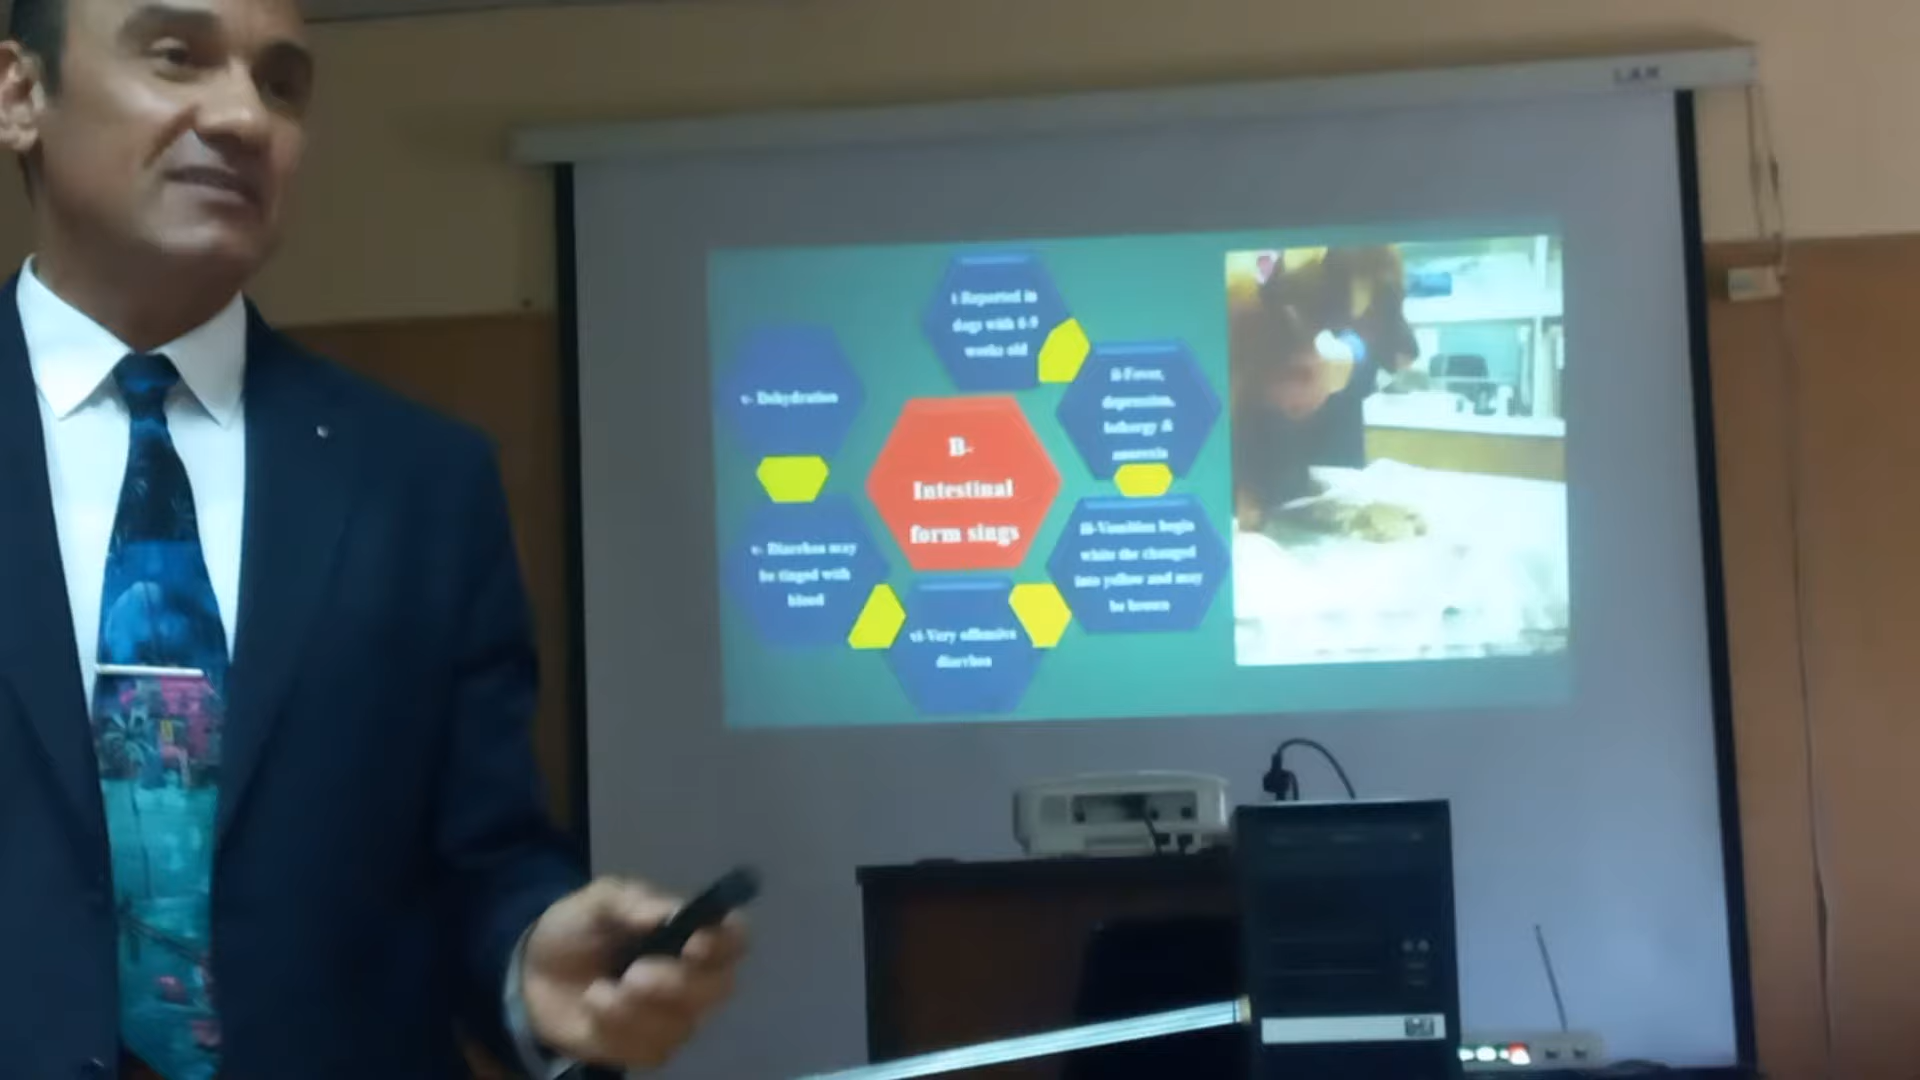 LAK
i-Reported in
dogs with 6-9
weeks old
ii-Fever,
depression,
lethargy &
anorexia
iii-Vomition begin
white the changed
into yellow and may
be brown
vi-Very offensive
diarrhea
v- Diarrhea may
be tinged with
blood
v- Dehydration
B-
Intestinal
form sings